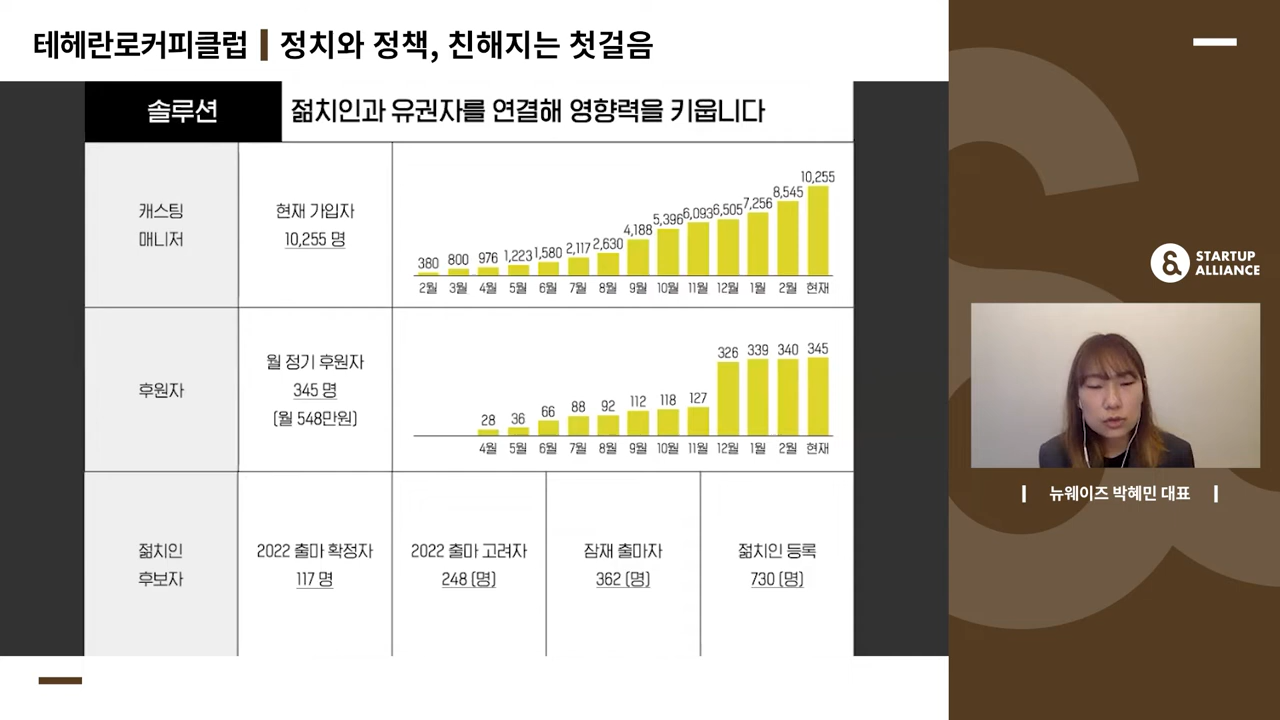 테헤란로커피클럽 | 정치와 정책, 친해지는 첫걸음
솔루션
젊치인과 유권자를 연결해 영향력을 키웁니다
캐스팅
매니저
현재 가입자
10,255 명
380 800 976 1,223 1,580 2,117 2,630 4,188 5,396 6,093 6,505 7,256 8,545 10,255
2월 3월 4월 5월 6월 7월 8월 9월 10월 11월 12월 1월 2월 현재
후원자
월 정기 후원자
345 명
(월 548만원)
28 36 66 88 92 112 118 127 326 339 340 345
4월 5월 6월 7월 8월 9월 10월 11월 12월 1월 2월 현재
젊치인
후보자
2022 출마 확정자
117 명
2022 출마 고려자
248 (명)
잠재 출마자
362 (명)
젊치인 등록
730 (명)
STARTUP
ALLIANCE
| 뉴웨이즈 박혜민 대표 |